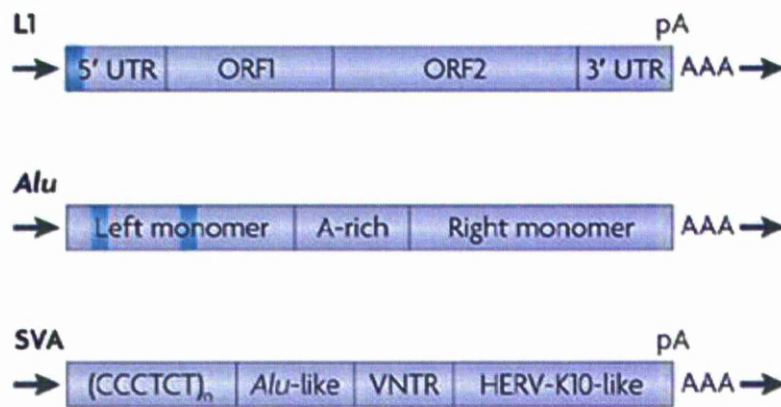 L1
pA
5' UTR ORF1 ORF2 3' UTR AAA
Alu
Left monomer A-rich Right monomer AAA
SVA
pA
(CCCTCT)n Alu-like VNTR HERV-K10-like AAA